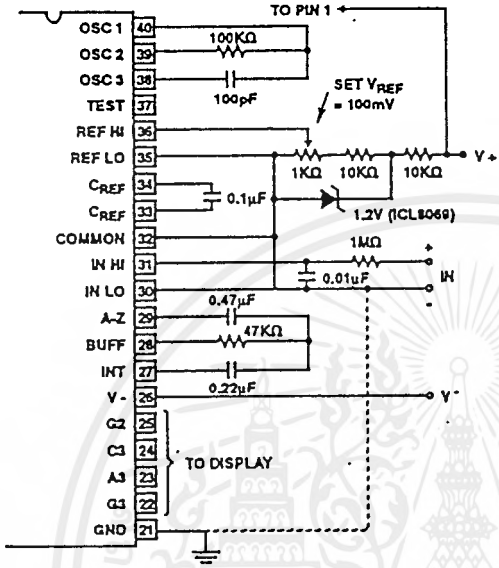 TO PIN 1
OSC 1 40
OSC 2 39
100KΩ
OSC 3 38
100pF
TEST 37
SET VREF
= 100mV
REF HI 36
REF LO 35
1KΩ
10KΩ
10KΩ
V+
CREF 34
0.1µF
1.2V (ICL8069)
CREF 33
COMMON 32
1MΩ
+
IN HI 31
0.01µF
IN
IN LO 30
-
A-Z 29
0.47µF
BUFF 28
47KΩ
INT 27
0.22µF
V- 26
V-
G2 25
C3 24
TO DISPLAY
A3 23
G3 22
GND 21